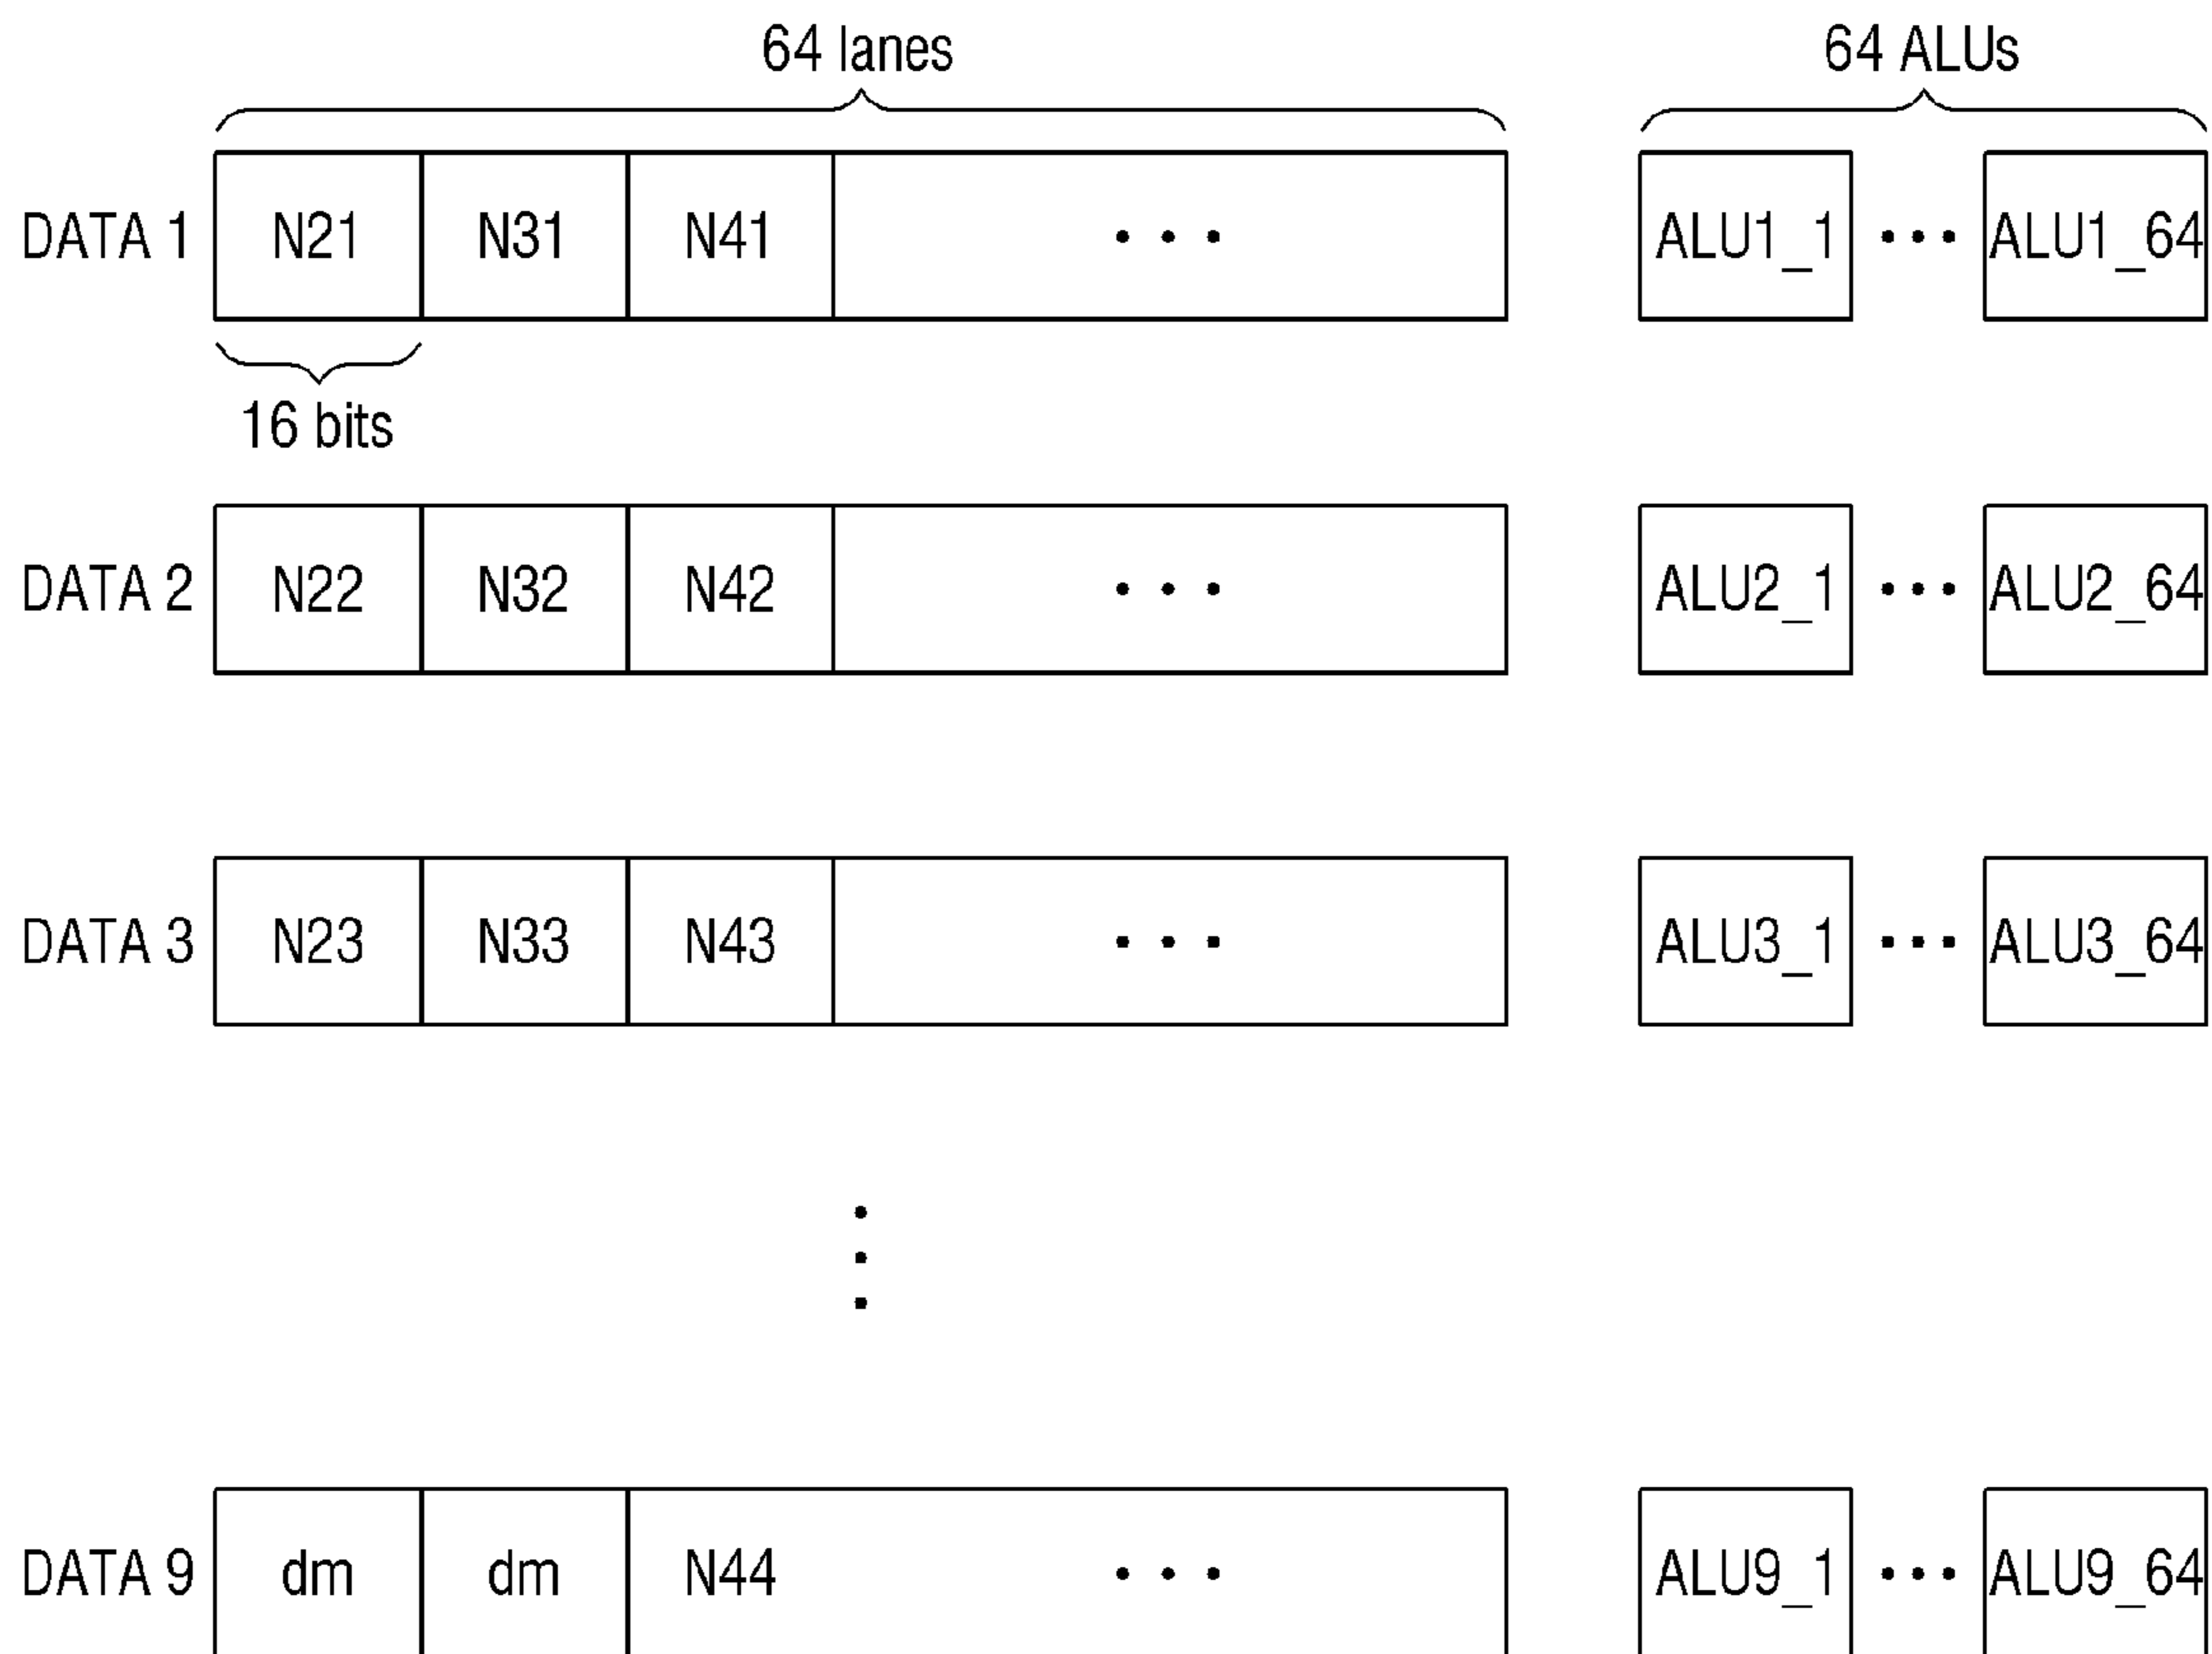 64 lanes 64 ALUs
DATA 1 N21 N31 N41 • • • ALU1_1 ••• ALU1_64
16 bits
DATA 2 N22 N32 N42 • • • ALU2_1 ••• ALU2_64
DATA 3 N23 N33 N43 • • • ALU3_1 ••• ALU3_64
DATA 9 dm dm N44 • • • ALU9_1 ••• ALU9_64